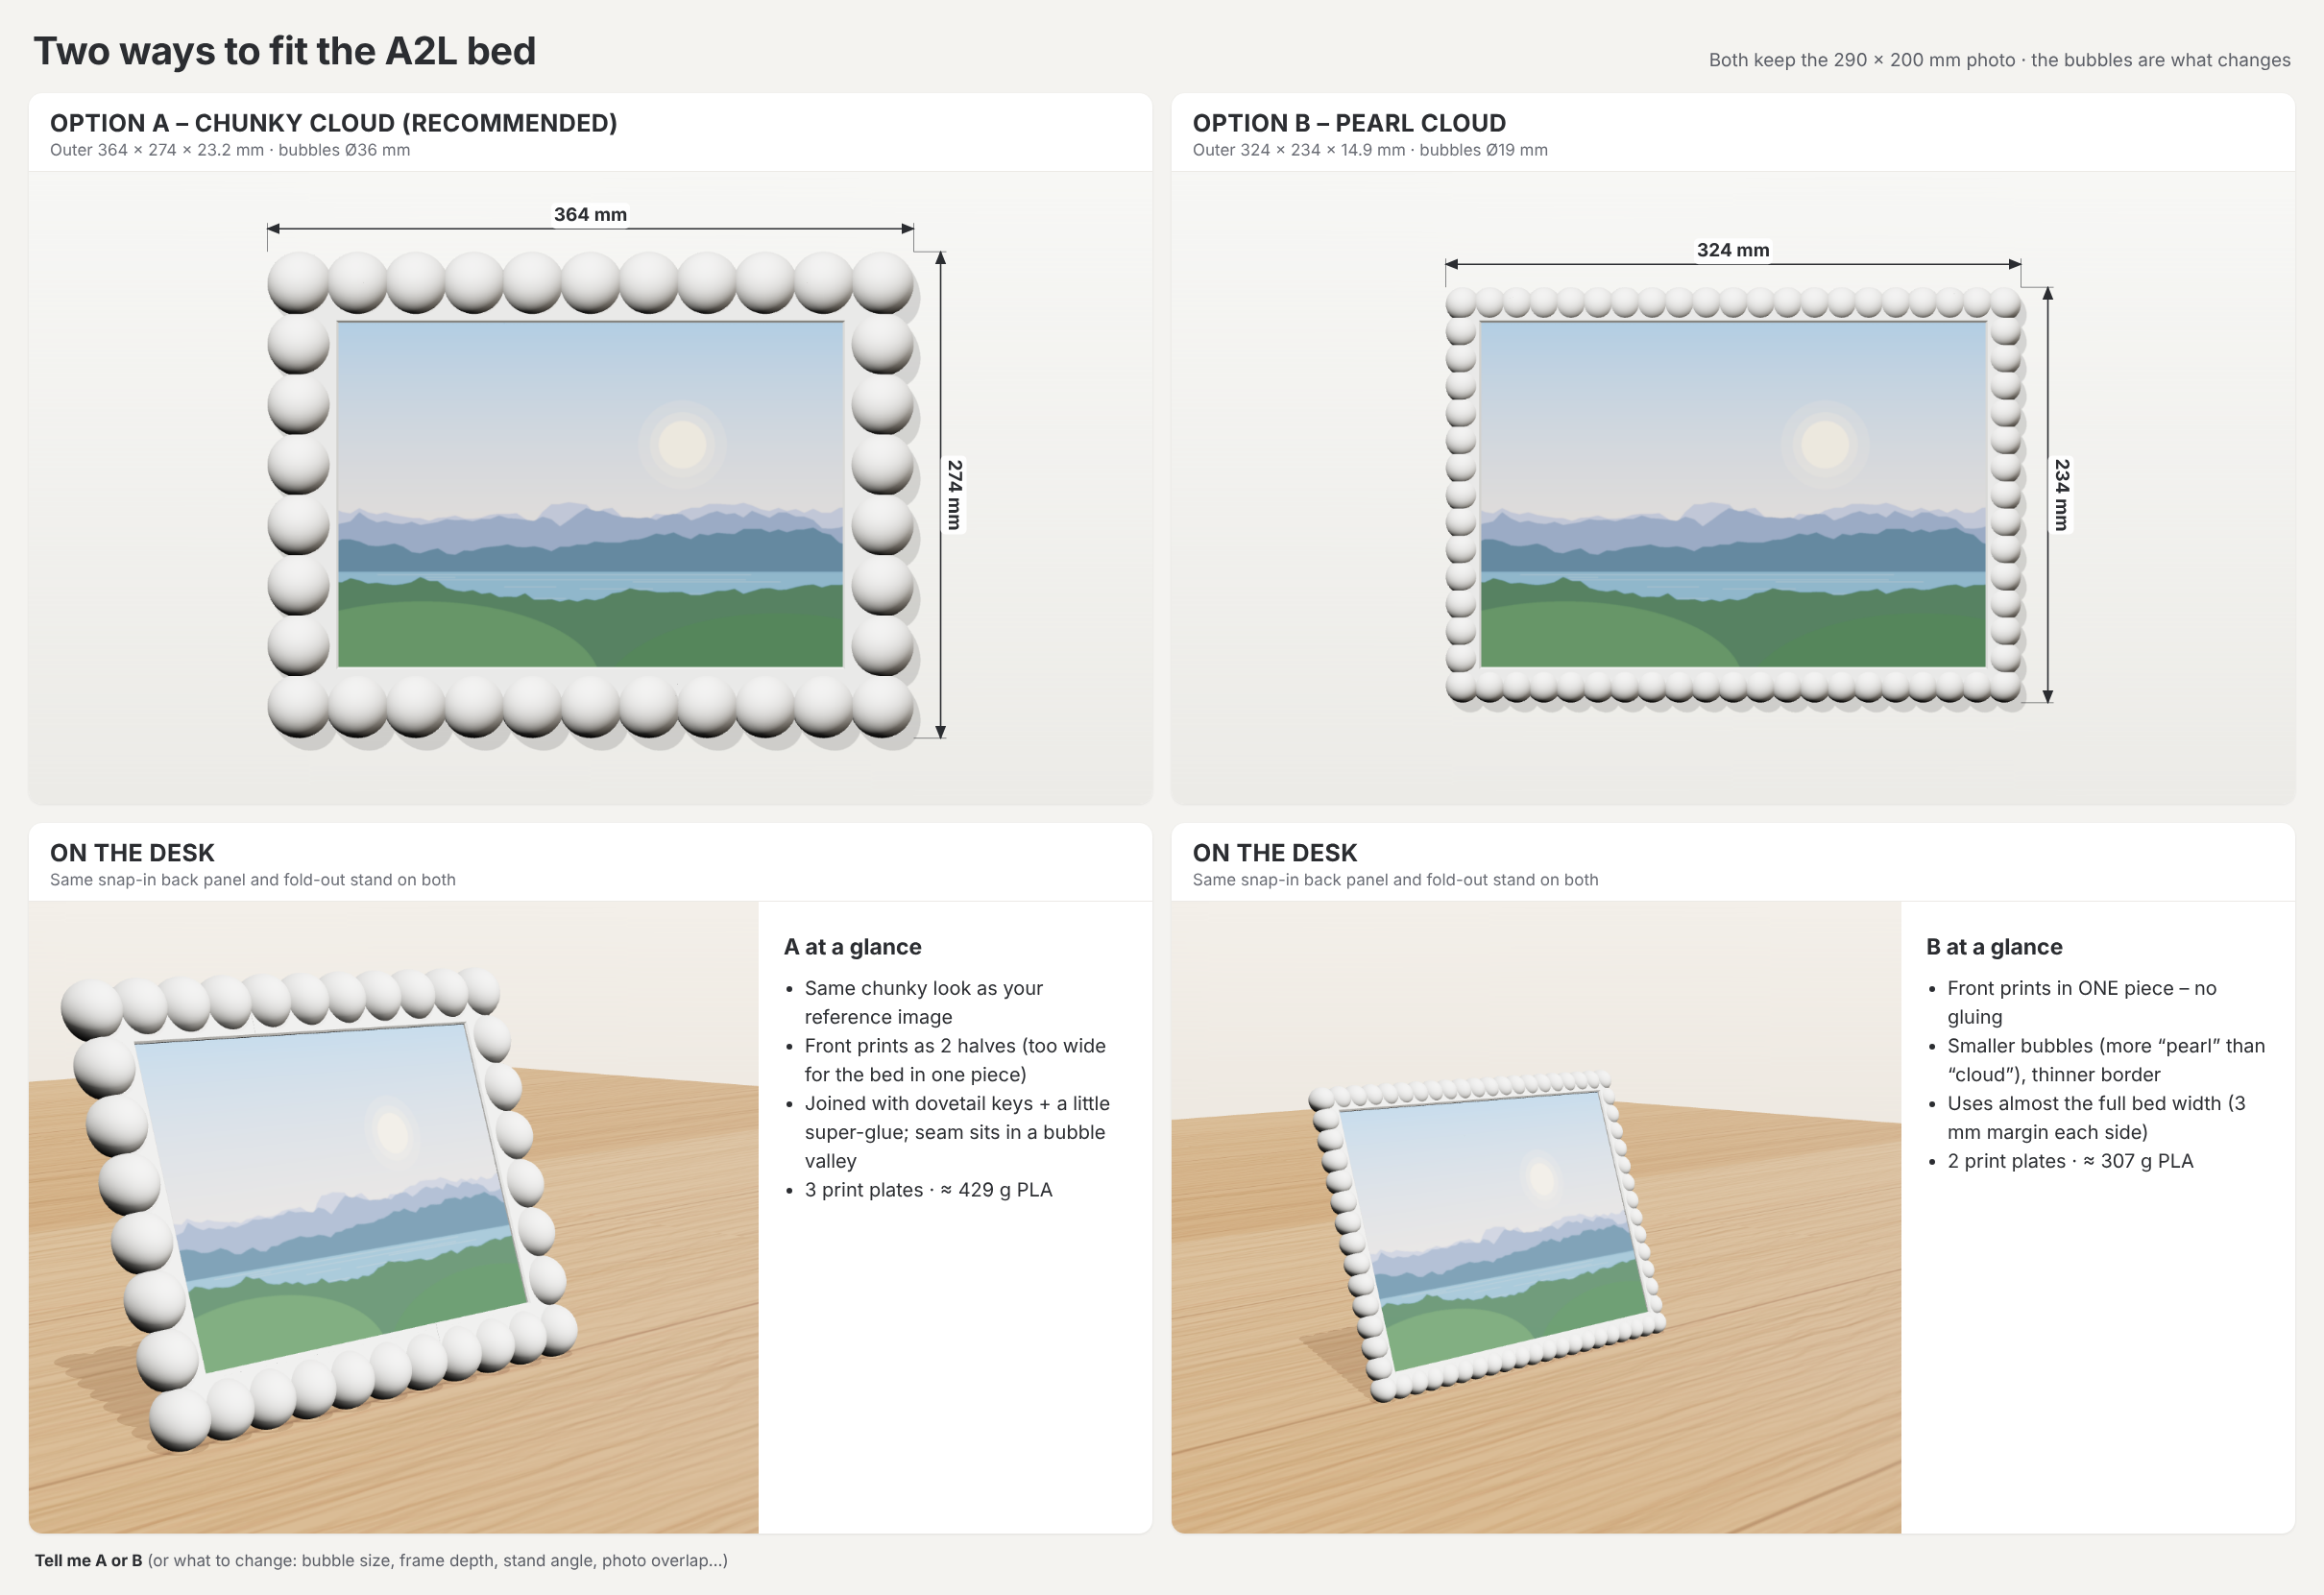 Two ways to fit the A2L bed
Both keep the 290 × 200 mm photo · the bubbles are what changes
OPTION A – CHUNKY CLOUD (RECOMMENDED)
Outer 364 × 274 × 23.2 mm · bubbles Ø36 mm
364 mm
274 mm
OPTION B – PEARL CLOUD
Outer 324 × 234 × 14.9 mm · bubbles Ø19 mm
324 mm
234 mm
ON THE DESK
Same snap-in back panel and fold-out stand on both
A at a glance
• Same chunky look as your
reference image
• Front prints as 2 halves (too wide
for the bed in one piece)
• Joined with dovetail keys + a little
super-glue; seam sits in a bubble
valley
• 3 print plates · ≈ 429 g PLA
ON THE DESK
Same snap-in back panel and fold-out stand on both
B at a glance
• Front prints in ONE piece – no
gluing
• Smaller bubbles (more “pearl” than
“cloud”), thinner border
• Uses almost the full bed width (3
mm margin each side)
• 2 print plates · ≈ 307 g PLA
Tell me A or B (or what to change: bubble size, frame depth, stand angle, photo overlap…)